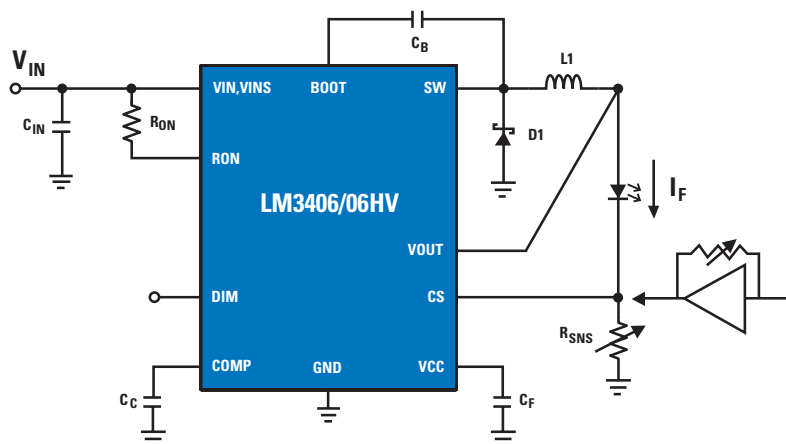 C_B
V_IN
L1
VIN,VINS BOOT SW
C_IN
R_ON
D1
RON
LM3406/06HV
I_F
VOUT
DIM CS
R_SNS
COMP GND VCC
C_C
C_F